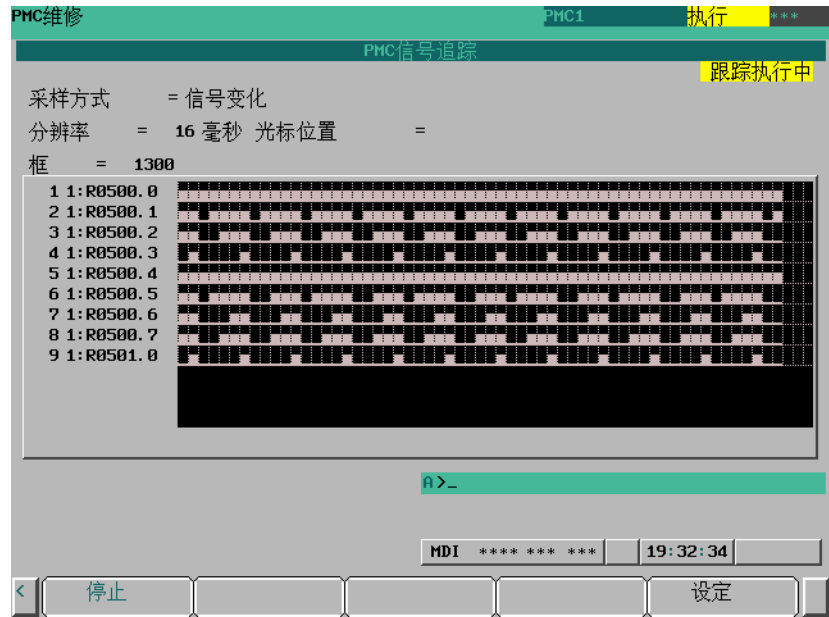 PMC维修 PMC1 执行 ***
PMC信号追踪
跟踪执行中
采样方式 = 信号变化
分辨率 = 16 毫秒 光标位置 =
框 = 1300
1 1:R0500.0
2 1:R0500.1
3 1:R0500.2
4 1:R0500.3
5 1:R0500.4
6 1:R0500.5
7 1:R0500.6
8 1:R0500.7
9 1:R0501.0
A>_
MDI **** *** *** 19:32:34
< 停止 设定